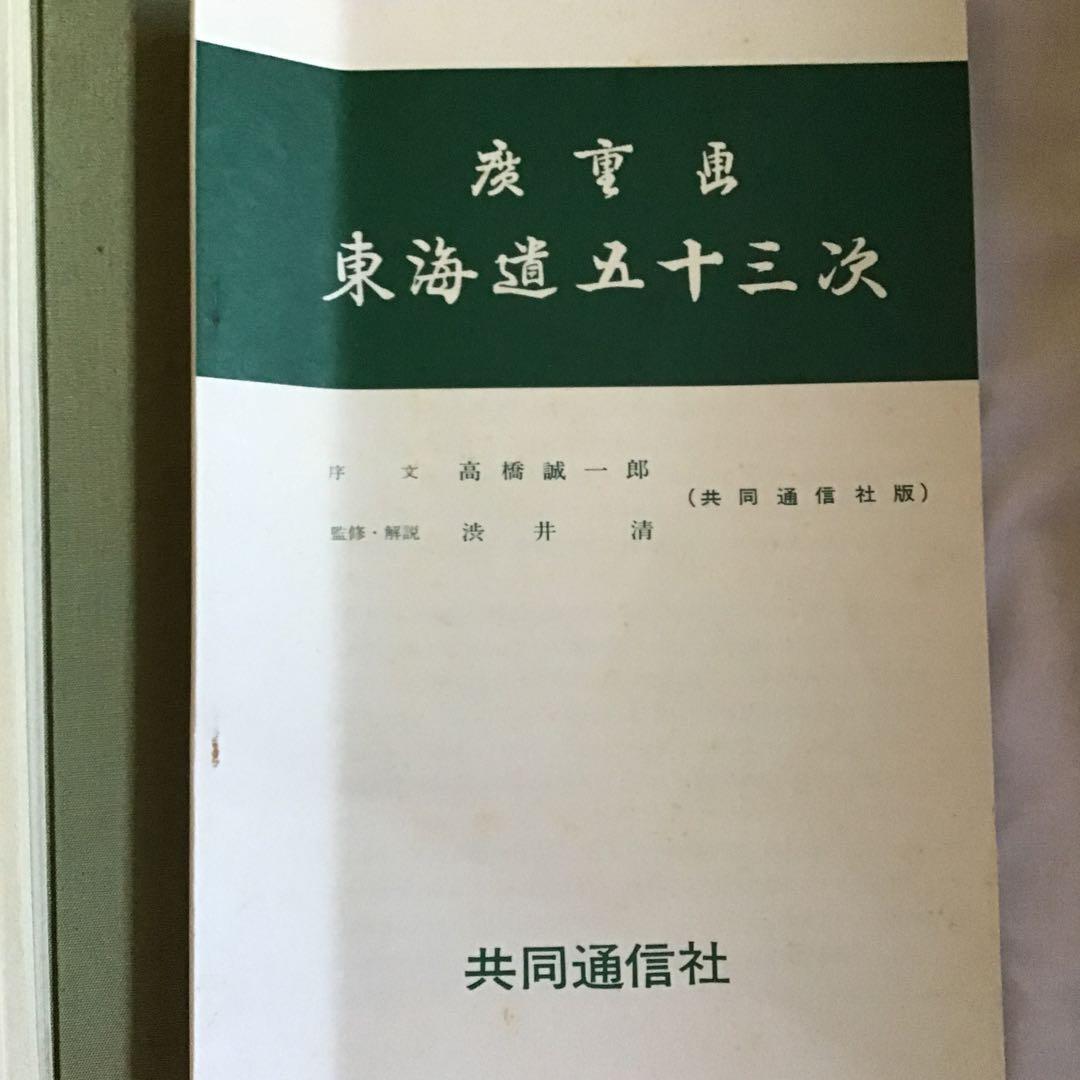 廣重画
東海道五十三次
序文 高橋誠一郎
(共同通信社版)
監修・解説 渋井 清
共同通信社